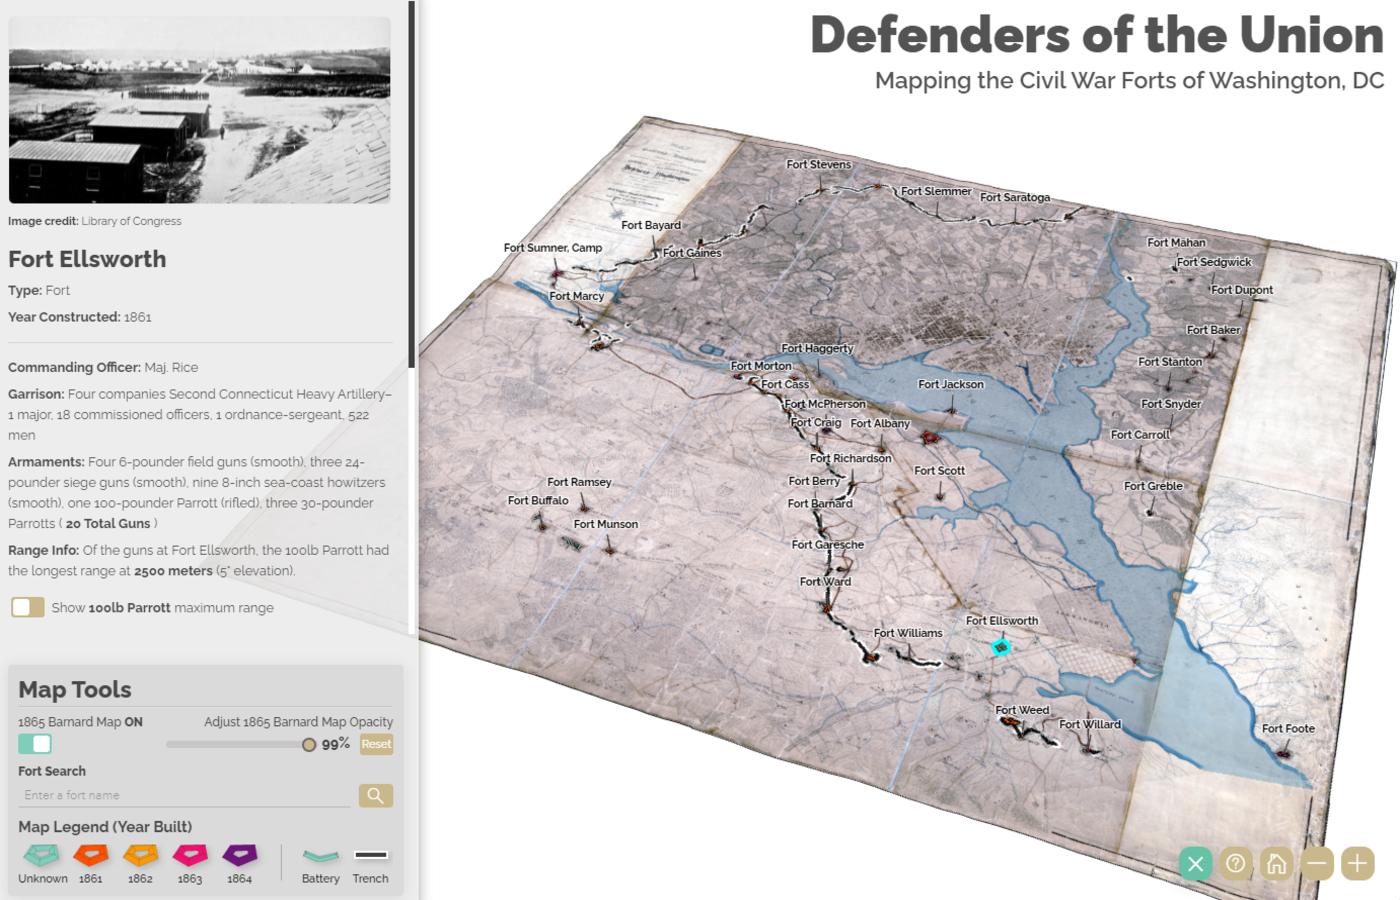 Defenders of the Union
Mapping the Civil War Forts of Washington, DC
Image credit: Library of Congress
Fort Ellsworth
Type: Fort
Year Constructed: 1861
Commanding Officer: Maj. Rice
Garrison: Four companies Second Connecticut Heavy Artillery–
1 major, 18 commissioned officers, 1 ordnance-sergeant, 522
men
Armaments: Four 6-pounder field guns (smooth), three 24-
pounder siege guns (smooth), nine 8-inch sea-coast howitzers
(smooth), one 100-pounder Parrott (rifled), three 30-pounder
Parrotts ( 20 Total Guns )
Range Info: Of the guns at Fort Ellsworth, the 100lb Parrott had
the longest range at 2500 meters (5° elevation).
Show 100lb Parrott maximum range
Map Tools
1865 Barnard Map ON
Adjust 1865 Barnard Map Opacity
99%
Reset
Fort Search
Enter a fort name
Map Legend (Year Built)
Unknown
1861
1862
1863
1864
Battery
Trench
Fort Stevens
Fort Slemmer
Fort Saratoga
Fort Bayard
Fort Sumner, Camp
Fort Gaines
Fort Mahan
Fort Sedgwick
Fort Dupont
Fort Marcy
Fort Baker
Fort Haggerty
Fort Stanton
Fort Morton
Fort Cass
Fort Jackson
Fort McPherson
Fort Snyder
Fort Craig
Fort Albany
Fort Carroll
Fort Richardson
Fort Scott
Fort Ramsey
Fort Berry
Fort Greble
Fort Buffalo
Fort Barnard
Fort Munson
Fort Garesche
Fort Ward
Fort Ellsworth
Fort Williams
Fort Weed
Fort Willard
Fort Foote